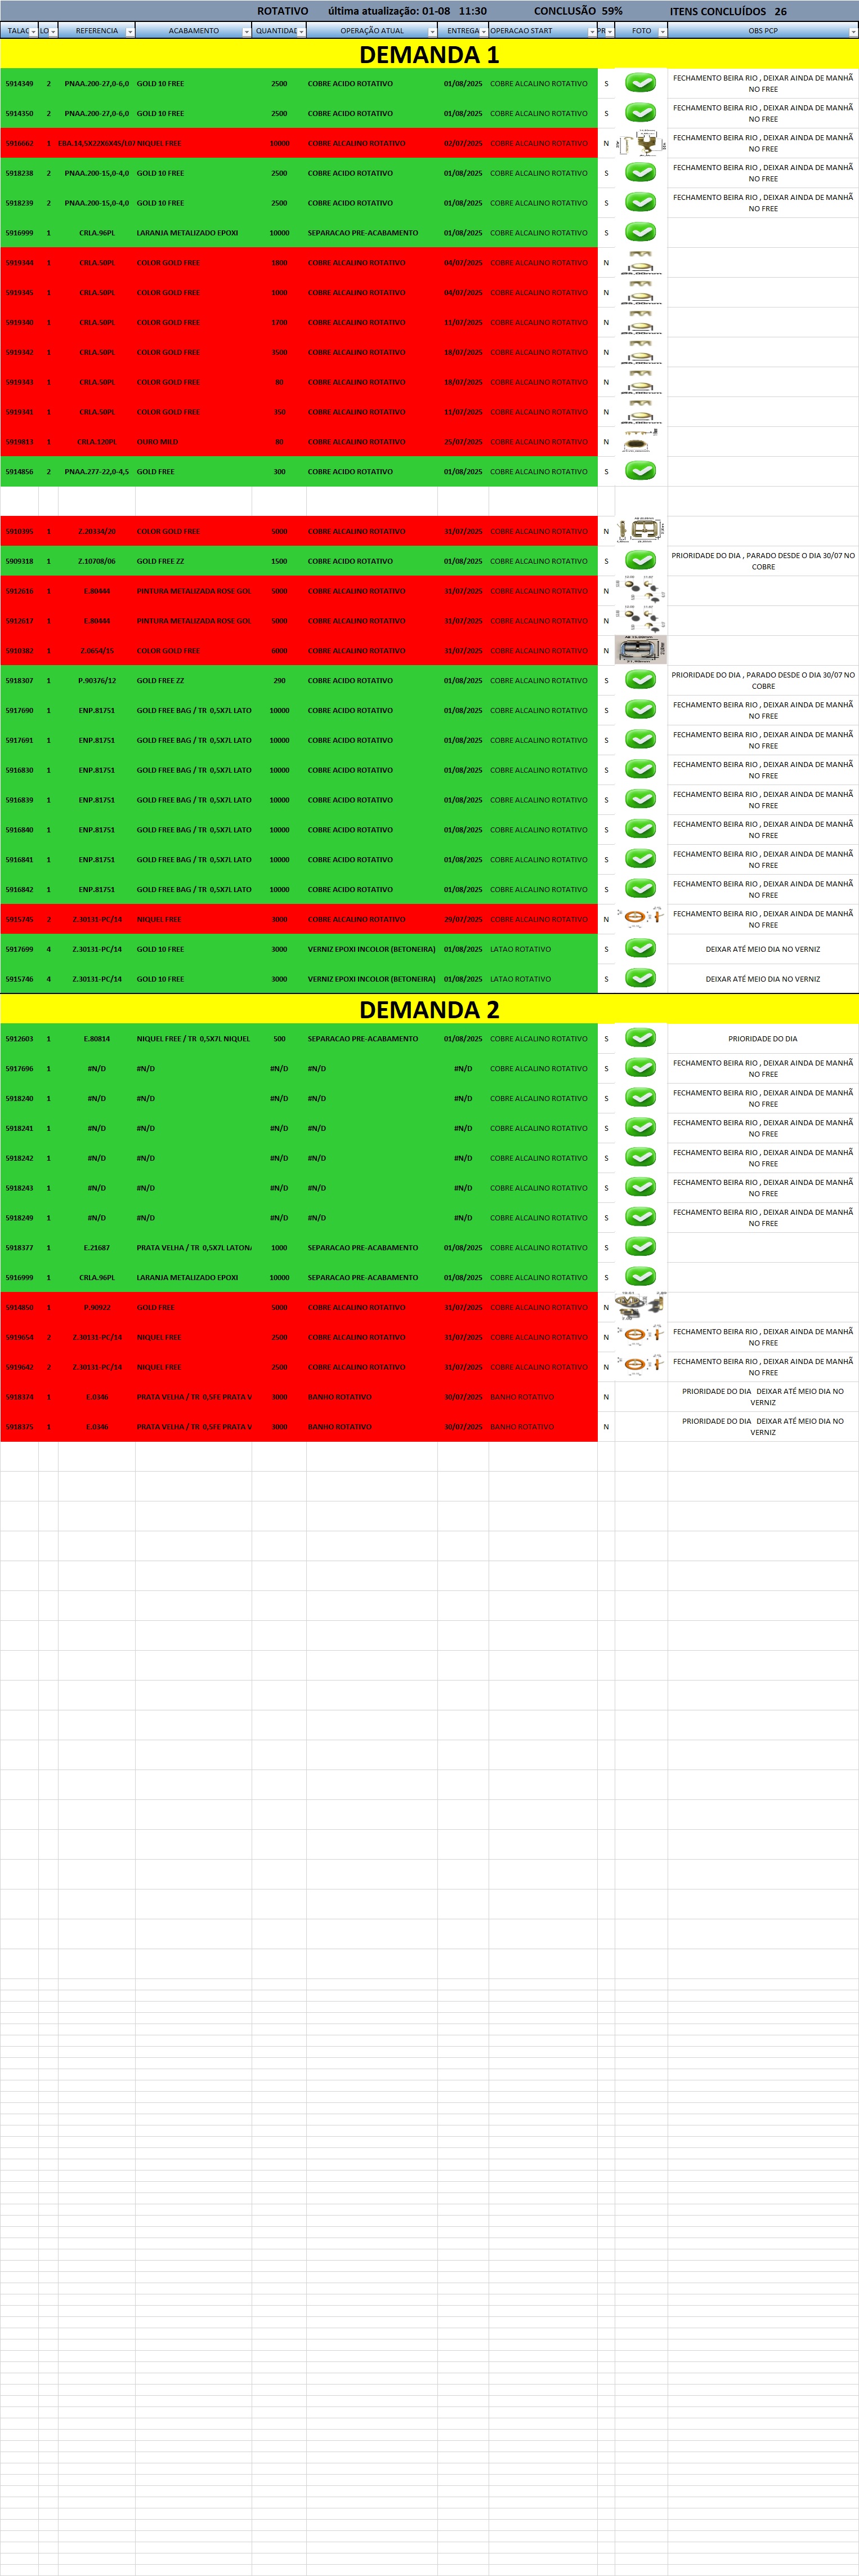 ROTATIVO última atualização: 01-08 11:30 CONCLUSÃO 59% ITENS CONCLUÍDOS 26
TALAC LO REFERENCIA ACABAMENTO QUANTIDAE OPERAÇÃO ATUAL ENTREGA OPERACAO START PR FOTO OBS PCP
DEMANDA 1
5914349 2 PNAA.200-27,0-6,0 GOLD 10 FREE 2500 COBRE ACIDO ROTATIVO 01/08/2025 COBRE ALCALINO ROTATIVO S FECHAMENTO BEIRA RIO , DEIXAR AINDA DE MANHÃ NO FREE
5914350 2 PNAA.200-27,0-6,0 GOLD 10 FREE 2500 COBRE ACIDO ROTATIVO 01/08/2025 COBRE ALCALINO ROTATIVO S FECHAMENTO BEIRA RIO , DEIXAR AINDA DE MANHÃ NO FREE
5916662 1 EBA.14,5X22X6X45/L07 NIQUEL FREE 10000 COBRE ALCALINO ROTATIVO 02/07/2025 COBRE ALCALINO ROTATIVO N FECHAMENTO BEIRA RIO , DEIXAR AINDA DE MANHÃ NO FREE
5918238 2 PNAA.200-15,0-4,0 GOLD 10 FREE 2500 COBRE ACIDO ROTATIVO 01/08/2025 COBRE ALCALINO ROTATIVO S FECHAMENTO BEIRA RIO , DEIXAR AINDA DE MANHÃ NO FREE
5918239 2 PNAA.200-15,0-4,0 GOLD 10 FREE 2500 COBRE ACIDO ROTATIVO 01/08/2025 COBRE ALCALINO ROTATIVO S FECHAMENTO BEIRA RIO , DEIXAR AINDA DE MANHÃ NO FREE
5916999 1 CRLA.96PL LARANJA METALIZADO EPOXI 10000 SEPARACAO PRE-ACABAMENTO 01/08/2025 COBRE ALCALINO ROTATIVO S
5919344 1 CRLA.50PL COLOR GOLD FREE 1800 COBRE ALCALINO ROTATIVO 04/07/2025 COBRE ALCALINO ROTATIVO N
5919345 1 CRLA.50PL COLOR GOLD FREE 1900 COBRE ALCALINO ROTATIVO 04/07/2025 COBRE ALCALINO ROTATIVO N
5919340 1 CRLA.50PL COLOR GOLD FREE 1700 COBRE ALCALINO ROTATIVO 11/07/2025 COBRE ALCALINO ROTATIVO N
5919342 1 CRLA.50PL COLOR GOLD FREE 3500 COBRE ALCALINO ROTATIVO 18/07/2025 COBRE ALCALINO ROTATIVO N
5919343 1 CRLA.50PL COLOR GOLD FREE 80 COBRE ALCALINO ROTATIVO 18/07/2025 COBRE ALCALINO ROTATIVO N
5919341 1 CRLA.50PL COLOR GOLD FREE 350 COBRE ALCALINO ROTATIVO 11/07/2025 COBRE ALCALINO ROTATIVO N
5919813 1 CRLA.120PL OURO MILD 80 COBRE ALCALINO ROTATIVO 25/07/2025 COBRE ALCALINO ROTATIVO N
5914856 2 PNAA.277-22,0-4,5 GOLD FREE 300 COBRE ACIDO ROTATIVO 01/08/2025 COBRE ALCALINO ROTATIVO S
5910395 1 Z.20334/20 COLOR GOLD FREE 5000 COBRE ALCALINO ROTATIVO 31/07/2025 COBRE ALCALINO ROTATIVO N
5909318 1 Z.10708/06 GOLD FREE ZZ 1500 COBRE ACIDO ROTATIVO 01/08/2025 COBRE ALCALINO ROTATIVO S PRIORIDADE DO DIA , PARADO DESDE O DIA 30/07 NO COBRE
5912616 1 E.80444 PINTURA METALIZADA ROSE GOL 5000 COBRE ALCALINO ROTATIVO 31/07/2025 COBRE ALCALINO ROTATIVO N
5912617 1 E.80444 PINTURA METALIZADA ROSE GOL 5000 COBRE ALCALINO ROTATIVO 31/07/2025 COBRE ALCALINO ROTATIVO N
5910382 1 Z.0654/15 COLOR GOLD FREE 6000 COBRE ALCALINO ROTATIVO 31/07/2025 COBRE ALCALINO ROTATIVO N
5918307 1 P.90376/12 GOLD FREE ZZ 290 COBRE ACIDO ROTATIVO 01/08/2025 COBRE ALCALINO ROTATIVO S PRIORIDADE DO DIA , PARADO DESDE O DIA 30/07 NO COBRE
5917690 1 ENP.81751 GOLD FREE BAG / TR 0,5X7L LATO 10000 COBRE ACIDO ROTATIVO 01/08/2025 COBRE ALCALINO ROTATIVO S FECHAMENTO BEIRA RIO , DEIXAR AINDA DE MANHÃ NO FREE
5917691 1 ENP.81751 GOLD FREE BAG / TR 0,5X7L LATO 10000 COBRE ACIDO ROTATIVO 01/08/2025 COBRE ALCALINO ROTATIVO S FECHAMENTO BEIRA RIO , DEIXAR AINDA DE MANHÃ NO FREE
5916830 1 ENP.81751 GOLD FREE BAG / TR 0,5X7L LATO 10000 COBRE ACIDO ROTATIVO 01/08/2025 COBRE ALCALINO ROTATIVO S FECHAMENTO BEIRA RIO , DEIXAR AINDA DE MANHÃ NO FREE
5916839 1 ENP.81751 GOLD FREE BAG / TR 0,5X7L LATO 10000 COBRE ACIDO ROTATIVO 01/08/2025 COBRE ALCALINO ROTATIVO S FECHAMENTO BEIRA RIO , DEIXAR AINDA DE MANHÃ NO FREE
5916840 1 ENP.81751 GOLD FREE BAG / TR 0,5X7L LATO 10000 COBRE ACIDO ROTATIVO 01/08/2025 COBRE ALCALINO ROTATIVO S FECHAMENTO BEIRA RIO , DEIXAR AINDA DE MANHÃ NO FREE
5916841 1 ENP.81751 GOLD FREE BAG / TR 0,5X7L LATO 10000 COBRE ACIDO ROTATIVO 01/08/2025 COBRE ALCALINO ROTATIVO S FECHAMENTO BEIRA RIO , DEIXAR AINDA DE MANHÃ NO FREE
5916842 1 ENP.81751 GOLD FREE BAG / TR 0,5X7L LATO 10000 COBRE ACIDO ROTATIVO 01/08/2025 COBRE ALCALINO ROTATIVO S FECHAMENTO BEIRA RIO , DEIXAR AINDA DE MANHÃ NO FREE
5915745 2 Z.30131-PC/14 NIQUEL FREE 3000 COBRE ALCALINO ROTATIVO 29/07/2025 COBRE ALCALINO ROTATIVO N FECHAMENTO BEIRA RIO , DEIXAR AINDA DE MANHÃ NO FREE
5917699 4 Z.30131-PC/14 GOLD 10 FREE 3000 VERNIZ EPOXI INCOLOR (BETONEIRA) 01/08/2025 LATAO ROTATIVO S DEIXAR ATÉ MEIO DIA NO VERNIZ
5915746 4 Z.30131-PC/14 GOLD 10 FREE 3000 VERNIZ EPOXI INCOLOR (BETONEIRA) 01/08/2025 LATAO ROTATIVO S DEIXAR ATÉ MEIO DIA NO VERNIZ
DEMANDA 2
5912603 1 E.80814 NIQUEL FREE / TR 0,5X7L NIQUEL 500 SEPARACAO PRE-ACABAMENTO 01/08/2025 COBRE ALCALINO ROTATIVO S PRIORIDADE DO DIA
5917696 1 #N/D #N/D #N/D #N/D #N/D COBRE ALCALINO ROTATIVO S FECHAMENTO BEIRA RIO , DEIXAR AINDA DE MANHÃ NO FREE
5918240 1 #N/D #N/D #N/D #N/D #N/D COBRE ALCALINO ROTATIVO S FECHAMENTO BEIRA RIO , DEIXAR AINDA DE MANHÃ NO FREE
5918241 1 #N/D #N/D #N/D #N/D #N/D COBRE ALCALINO ROTATIVO S FECHAMENTO BEIRA RIO , DEIXAR AINDA DE MANHÃ NO FREE
5918242 1 #N/D #N/D #N/D #N/D #N/D COBRE ALCALINO ROTATIVO S FECHAMENTO BEIRA RIO , DEIXAR AINDA DE MANHÃ NO FREE
5918243 1 #N/D #N/D #N/D #N/D #N/D COBRE ALCALINO ROTATIVO S FECHAMENTO BEIRA RIO , DEIXAR AINDA DE MANHÃ NO FREE
5918249 1 #N/D #N/D #N/D #N/D #N/D COBRE ALCALINO ROTATIVO S FECHAMENTO BEIRA RIO , DEIXAR AINDA DE MANHÃ NO FREE
5918377 1 E.21687 PRATA VELHA / TR 0,5X7L LATON 1000 SEPARACAO PRE-ACABAMENTO 01/08/2025 COBRE ALCALINO ROTATIVO S
5916999 1 CRLA.96PL LARANJA METALIZADO EPOXI 10000 SEPARACAO PRE-ACABAMENTO 01/08/2025 COBRE ALCALINO ROTATIVO S
5914850 1 P.90922 GOLD FREE 5000 COBRE ALCALINO ROTATIVO 31/07/2025 COBRE ALCALINO ROTATIVO N
5919654 2 Z.30131-PC/14 NIQUEL FREE 2500 COBRE ALCALINO ROTATIVO 31/07/2025 COBRE ALCALINO ROTATIVO N FECHAMENTO BEIRA RIO , DEIXAR AINDA DE MANHÃ NO FREE
5919642 2 Z.30131-PC/14 NIQUEL FREE 2500 COBRE ALCALINO ROTATIVO 31/07/2025 COBRE ALCALINO ROTATIVO N FECHAMENTO BEIRA RIO , DEIXAR AINDA DE MANHÃ NO FREE
5918374 1 E.0346 PRATA VELHA / TR 0,5FE PRATA V 3000 BANHO ROTATIVO 30/07/2025 BANHO ROTATIVO N PRIORIDADE DO DIA DEIXAR ATÉ MEIO DIA NO VERNIZ
5918375 1 E.0346 PRATA VELHA / TR 0,5FE PRATA V 3000 BANHO ROTATIVO 30/07/2025 BANHO ROTATIVO N PRIORIDADE DO DIA DEIXAR ATÉ MEIO DIA NO VERNIZ